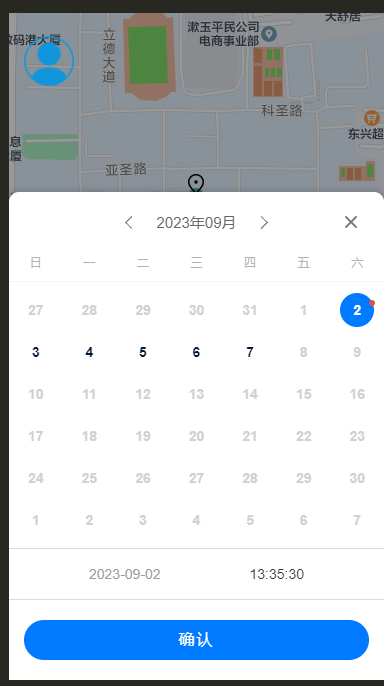 天舒居
数码港大厦
漱玉平民公司
电商事业部
立德大道
科圣路
东兴超
息
厦
亚圣路
2023年09月
日 一 二 三 四 五 六
27 28 29 30 31 1 2
3 4 5 6 7 8 9
10 11 12 13 14 15 16
17 18 19 20 21 22 23
24 25 26 27 28 29 30
1 2 3 4 5 6 7
2023-09-02 13:35:30
确认